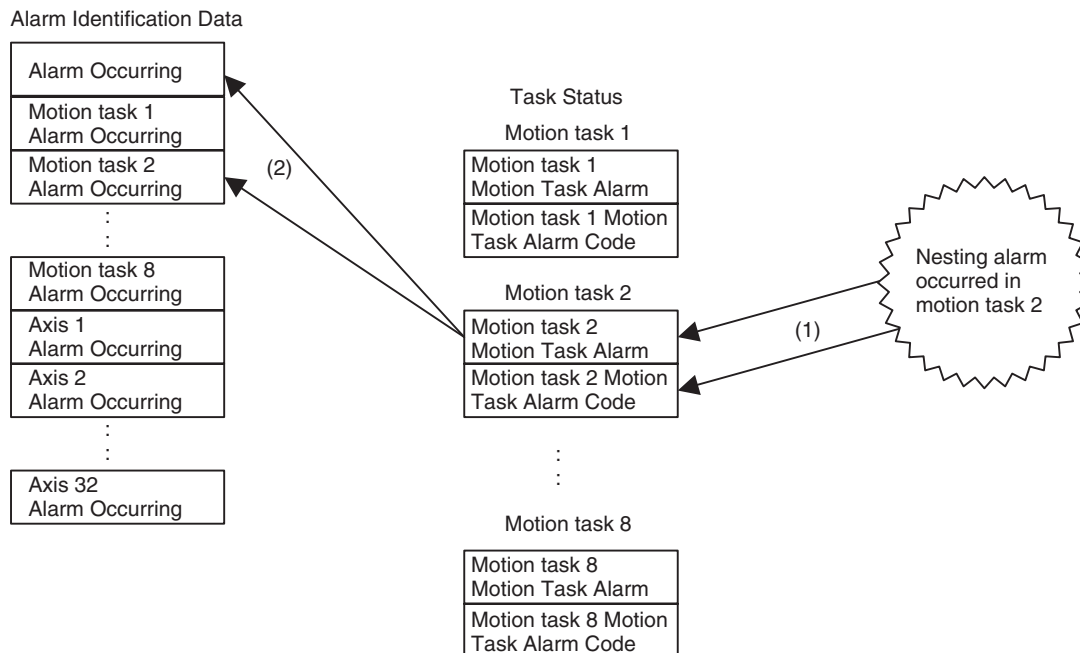 Alarm Identification Data
Alarm Occurring
Motion task 1
Alarm Occurring
Motion task 2
Alarm Occurring
Motion task 8
Alarm Occurring
Axis 1
Alarm Occurring
Axis 2
Alarm Occurring
Axis 32
Alarm Occurring
(2)
Task Status
Motion task 1
Motion task 1
Motion Task Alarm
Motion task 1 Motion
Task Alarm Code
Motion task 2
Motion task 2
Motion Task Alarm
Motion task 2 Motion
Task Alarm Code
Motion task 8
Motion task 8
Motion Task Alarm
Motion task 8 Motion
Task Alarm Code
(1)
Nesting alarm
occurred in
motion task 2